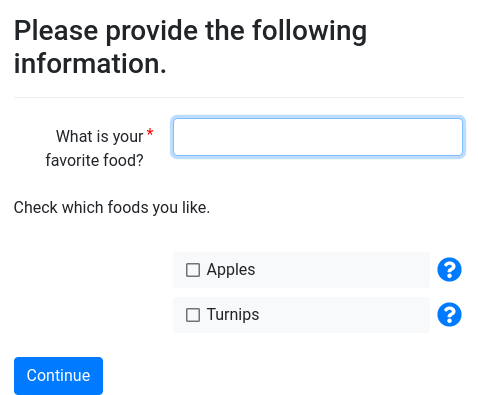 Please provide the following
information.
What is your *
favorite food?
Check which foods you like.
Apples ?
Turnips ?
Continue